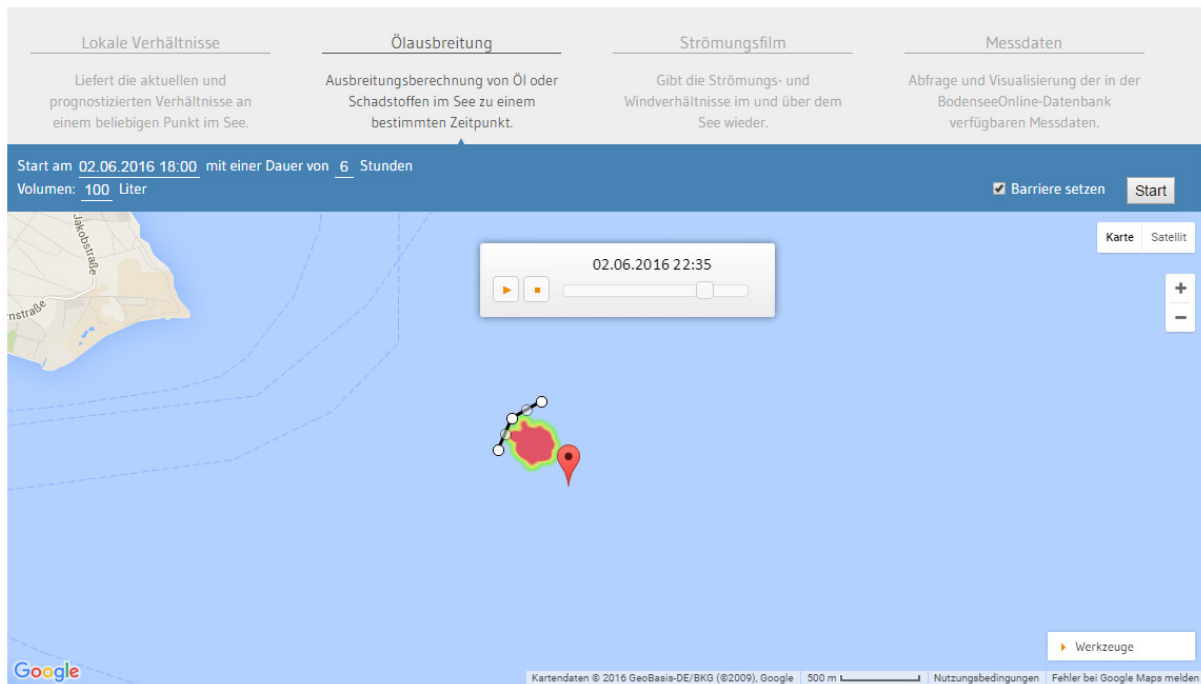 Lokale Verhältnisse
Liefert die aktuellen und
prognostizierten Verhältnisse an
einem beliebigen Punkt im See.
Ölausbreitung
Ausbreitungsberechnung von Öl oder
Schadstoffen im See zu einem
bestimmten Zeitpunkt.
Strömungsfilm
Gibt die Strömungs- und
Windverhältnisse im und über dem
See wieder.
Messdaten
Abfrage und Visualisierung der in der
BodenseeOnline-Datenbank
verfügbaren Messdaten.
Start am 02.06.2016 18:00 mit einer Dauer von 6 Stunden
Volumen: 100 Liter
Barriere setzen
Start
Jakobstraße
nstraße
02.06.2016 22:35
Karte Satellit
+
−
Werkzeuge
Google
Kartendaten © 2016 GeoBasis-DE/BKG (©2009), Google 500 m Nutzungsbedingungen Fehler bei Google Maps melden